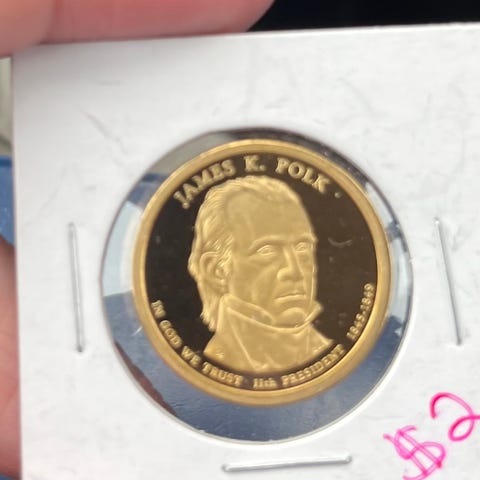 JAMES K. POLK
IN GOD WE TRUST · 11th PRESIDENT 1845-1849
$2